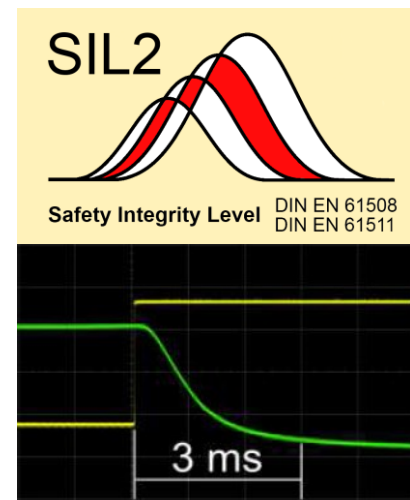 SIL2
Safety Integrity Level
DIN EN 61508
DIN EN 61511
3 ms